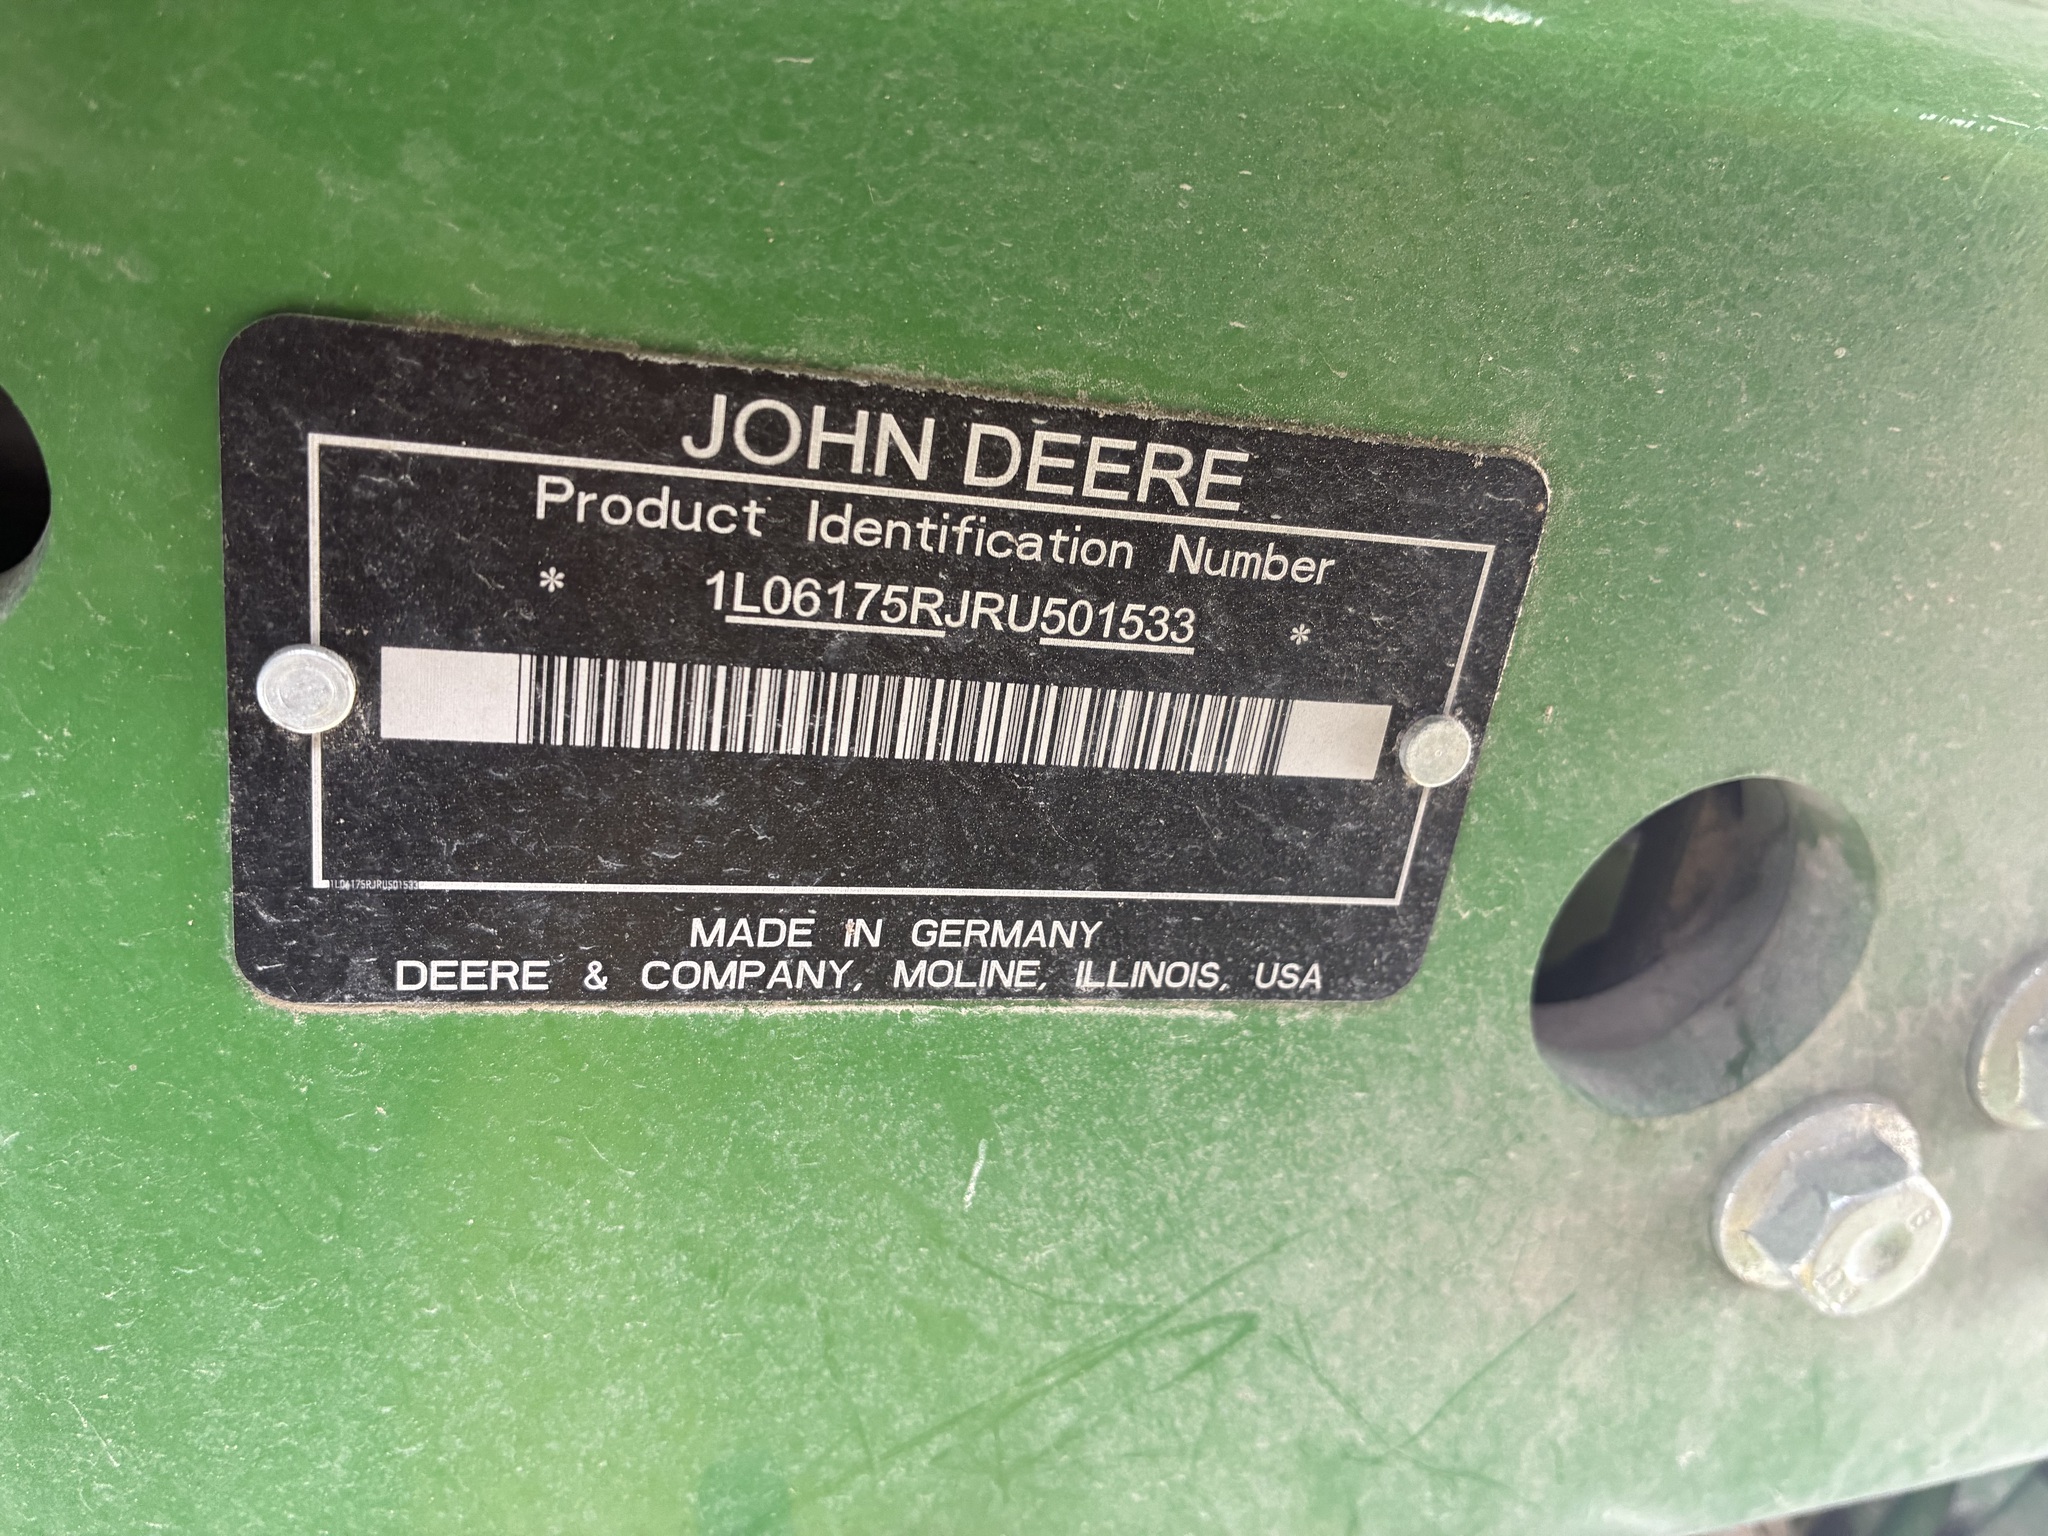 JOHN DEERE
Product Identification Number
* 1L06175RJRU501533 *
1L06175RJRU501533
MADE IN GERMANY
DEERE & COMPANY, MOLINE, ILLINOIS, USA